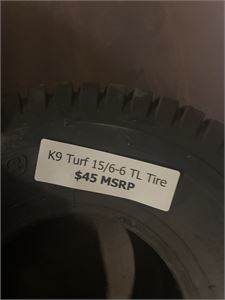 K9 Turf 15/6-6 TL Tire
$45 MSRP